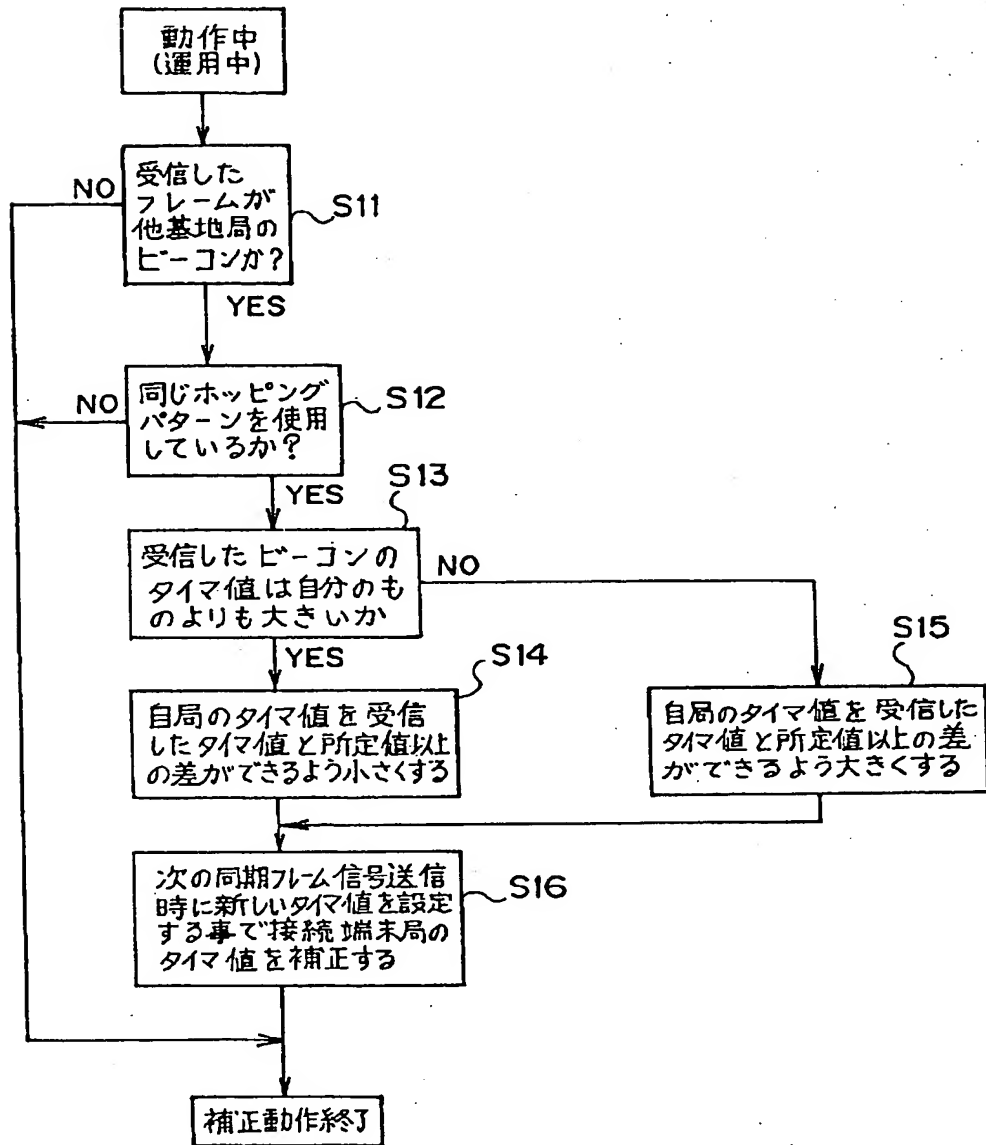 動作中
(運用中)
受信した
フレームが
他基地局の
ビーコンか?
NO
S11
YES
同じホッピング
パターンを使用
しているか?
NO
S12
YES
S13
受信したビーコンの
タイマ値は自分のも
のよりも大きいか
NO
YES
S14
自局のタイマ値を受信
したタイマ値と所定値以上
の差ができるよう小さくする
S15
自局のタイマ値を受信した
タイマ値と所定値以上の差
ができるよう大きくする
次の同期フレーム信号送信
時に新しいタイマ値を設定
する事で接続端末局の
タイマ値を補正する
S16
補正動作終了